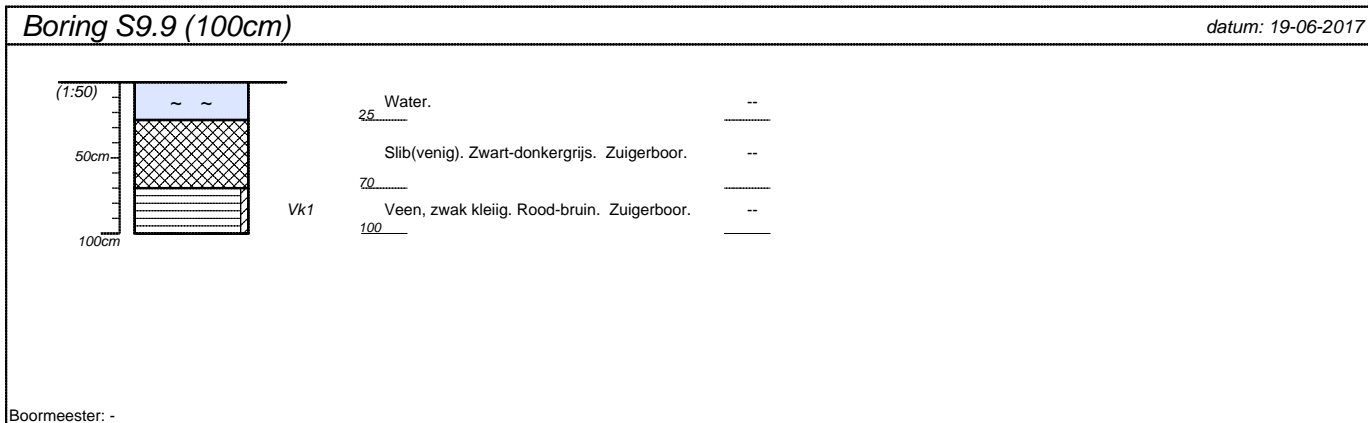 Boring S9.9 (100cm) datum: 19-06-2017
(1:50)
~ ~
Water. --
25
50cm
Slib(venig). Zwart-donkergrijs. Zuigerboor. --
70
Vk1 Veen, zwak kleiig. Rood-bruin. Zuigerboor. --
100
100cm
Boormeester: -